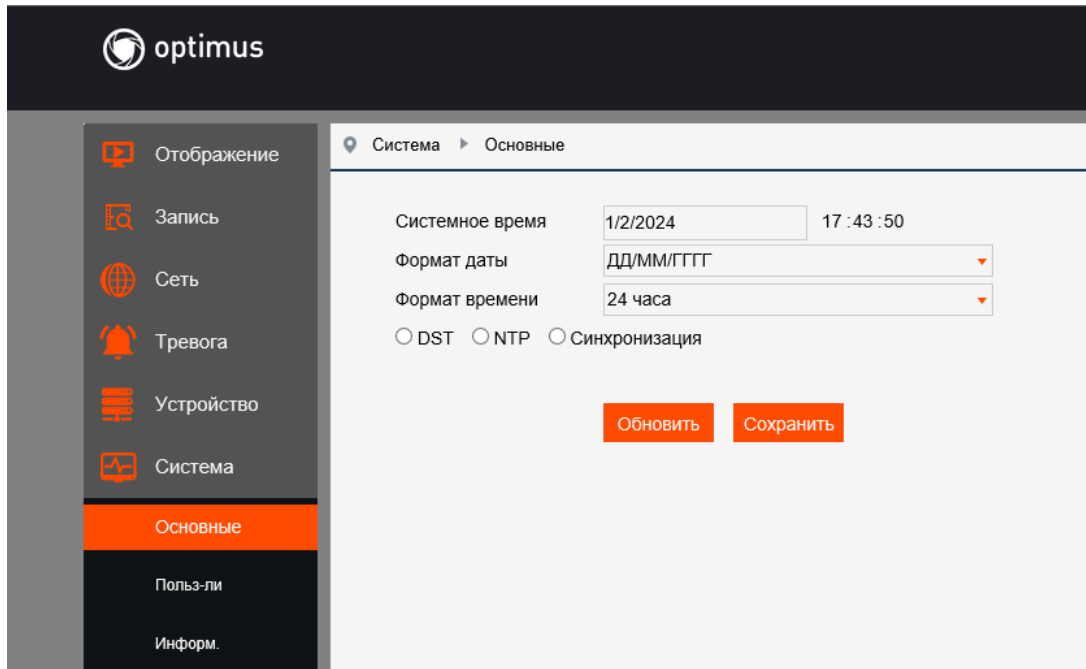 optimus
Отображение
Запись
Сеть
Тревога
Устройство
Система
Основные
Польз-ли
Информ.
Система Основные
Системное время 1/2/2024 17 :43 :50
Формат даты ДД/ММ/ГГГГ
Формат времени 24 часа
DST NTP Синхронизация
Обновить Сохранить